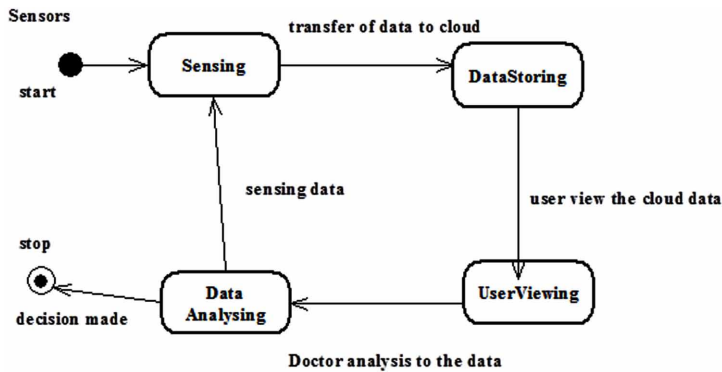 Sensors
transfer of data to cloud
Sensing
DataStoring
start
sensing data
user view the cloud data
stop
Data
Analysing
UserViewing
decision made
Doctor analysis to the data